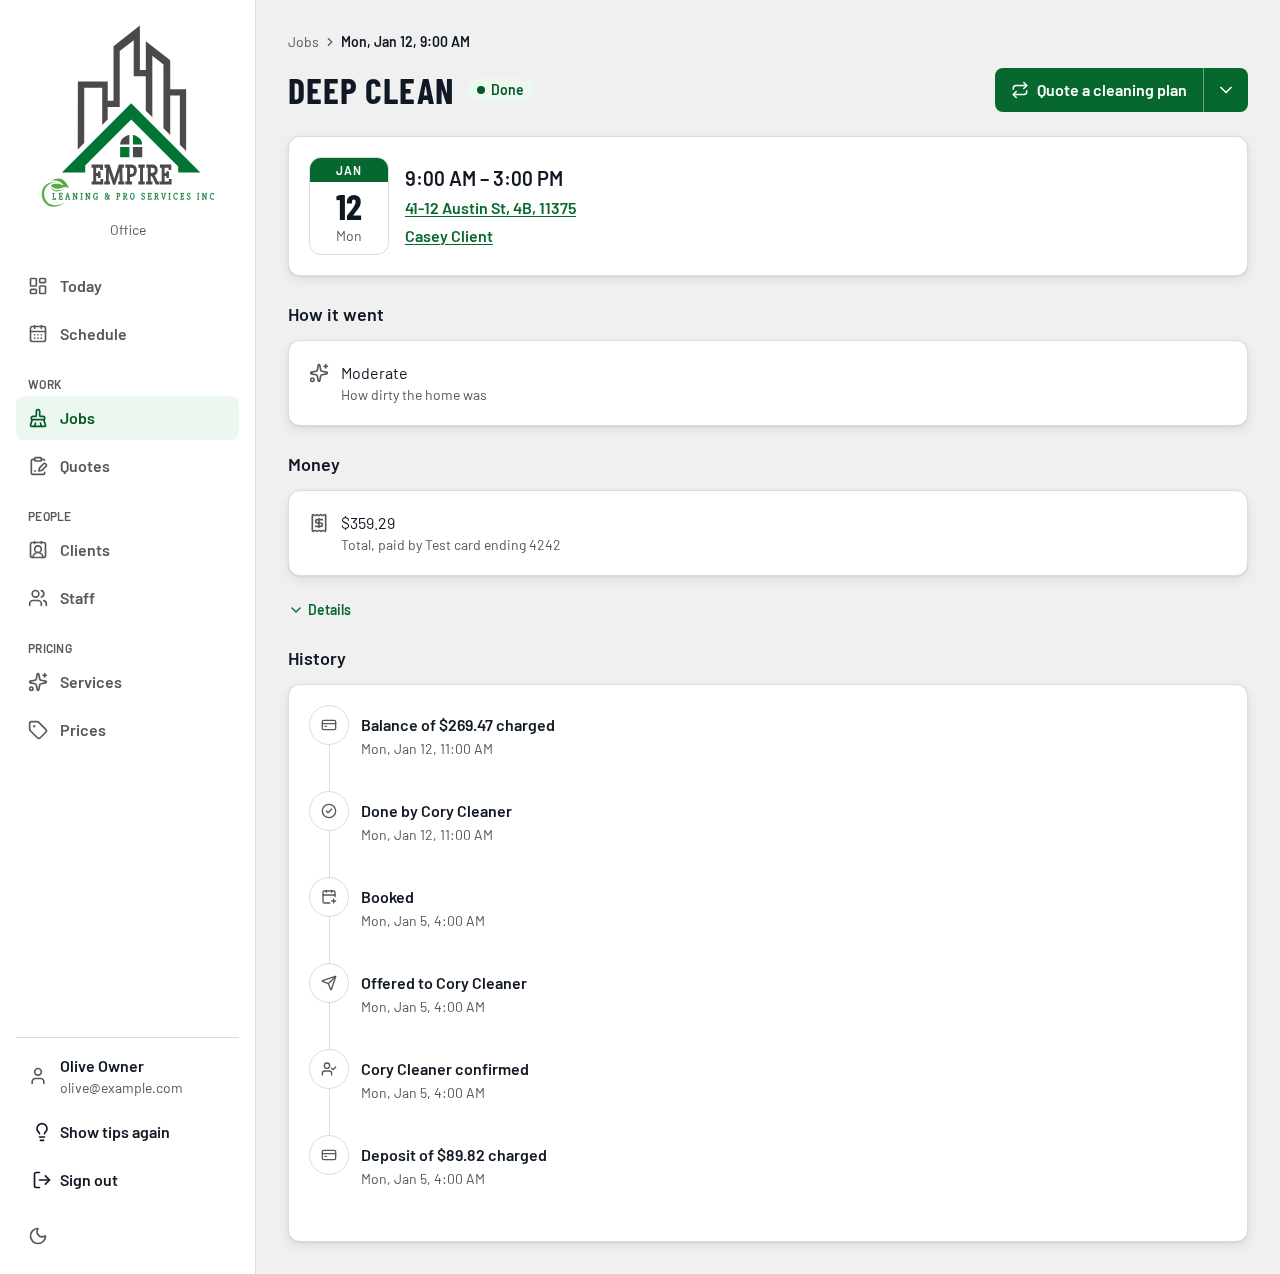 EMPIRE
LEANING & PRO SERVICES INC
Office
Today
Schedule
WORK
Jobs
Quotes
PEOPLE
Clients
Staff
PRICING
Services
Prices
Olive Owner
olive@example.com
Show tips again
Sign out
Jobs > Mon, Jan 12, 9:00 AM
DEEP CLEAN
Done
Quote a cleaning plan
JAN
12
Mon
9:00 AM – 3:00 PM
41-12 Austin St, 4B, 11375
Casey Client
How it went
Moderate
How dirty the home was
Money
$359.29
Total, paid by Test card ending 4242
Details
History
Balance of $269.47 charged
Mon, Jan 12, 11:00 AM
Done by Cory Cleaner
Mon, Jan 12, 11:00 AM
Booked
Mon, Jan 5, 4:00 AM
Offered to Cory Cleaner
Mon, Jan 5, 4:00 AM
Cory Cleaner confirmed
Mon, Jan 5, 4:00 AM
Deposit of $89.82 charged
Mon, Jan 5, 4:00 AM